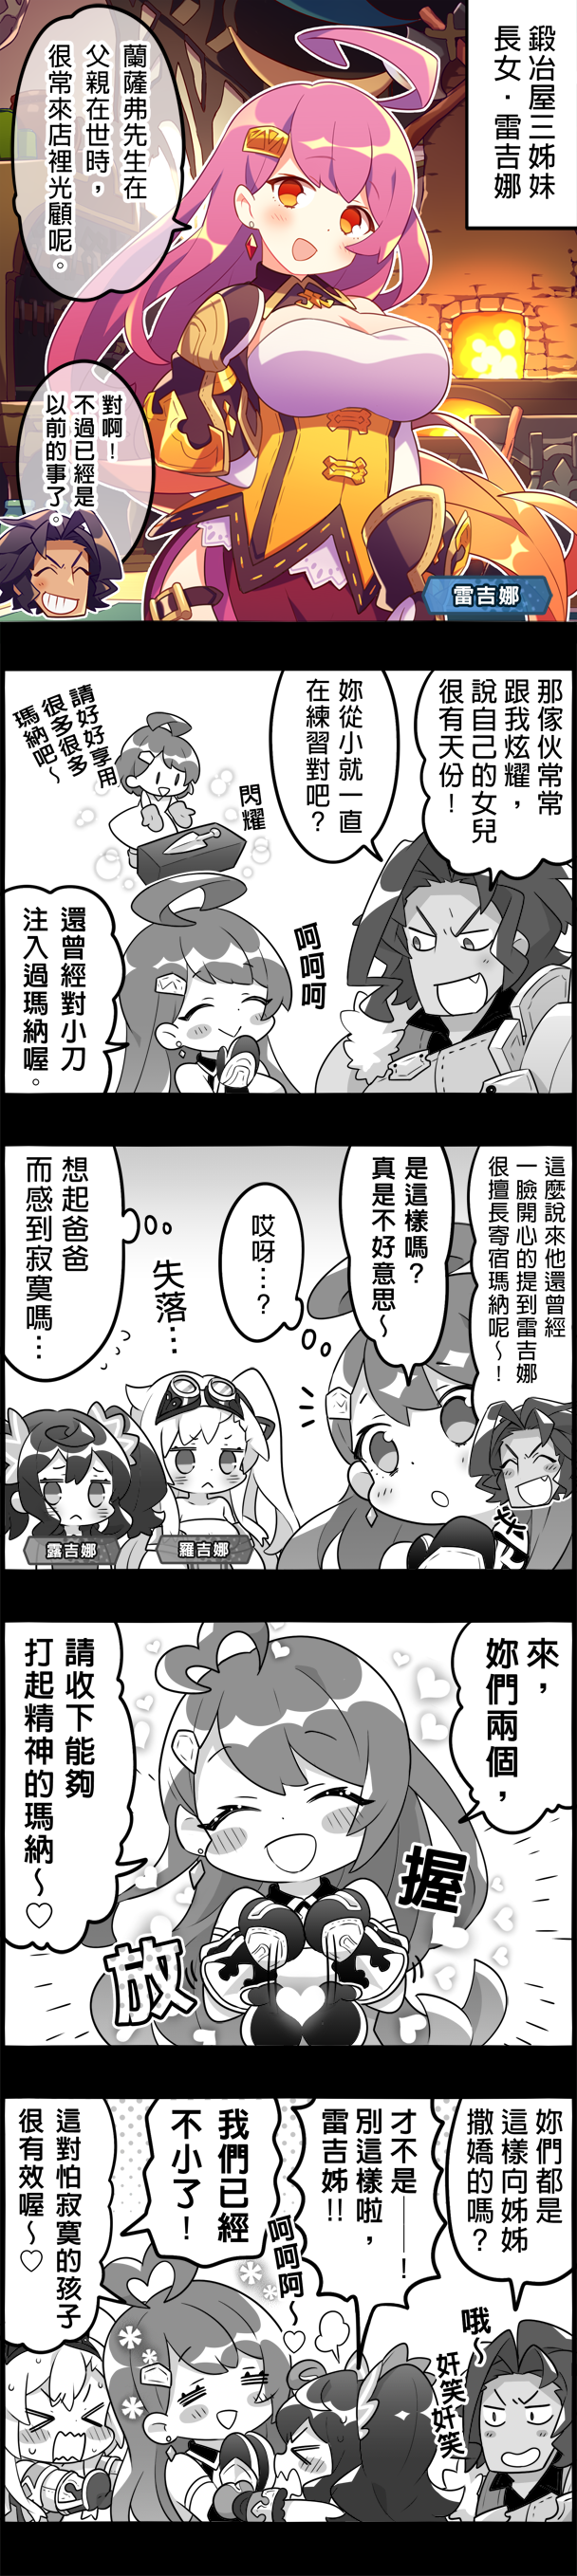 鍛冶屋三姊妹
長女·雷吉娜
蘭薩弗先生在
父親在世時，
很常來店裡光顧呢。
對啊！
不過已經是
以前的事了。
雷吉娜
那傢伙常常
跟我炫耀，
說自己的女兒
很有天份！
妳從小就一直
在練習對吧？
請好好享用
很多很多
瑪納吧～
閃耀
呵呵呵
還曾經對小刀
注入過瑪納喔。
這麼說來他還曾經
一臉開心的提到雷吉娜
很擅長寄宿瑪納呢～！
是這樣嗎？
真是不好意思～
哎呀…？
失落…
想起爸爸
而感到寂寞嗎…
羅吉娜
露吉娜
來，
妳們兩個，
請收下能夠
打起精神的瑪納～♡
握
放
妳們都是
這樣向姊姊
撒嬌的嗎？
才不是——！
別這樣啦，
雷吉姊!!
我們已經
不小了！
呵呵阿～♡
這對怕寂寞的孩子
很有效喔～♡
哦～
奸笑奸笑